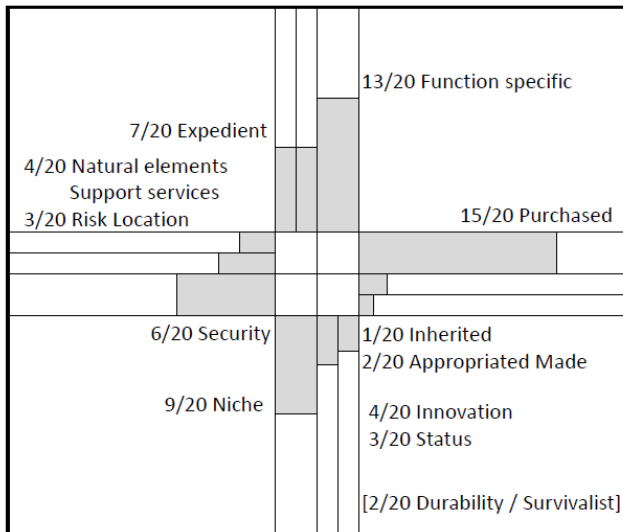 13/20 Function specific
7/20 Expedient
4/20 Natural elements
Support services
3/20 Risk Location
15/20 Purchased
6/20 Security
9/20 Niche
1/20 Inherited
2/20 Appropriated Made
4/20 Innovation
3/20 Status
[2/20 Durability / Survivalist]